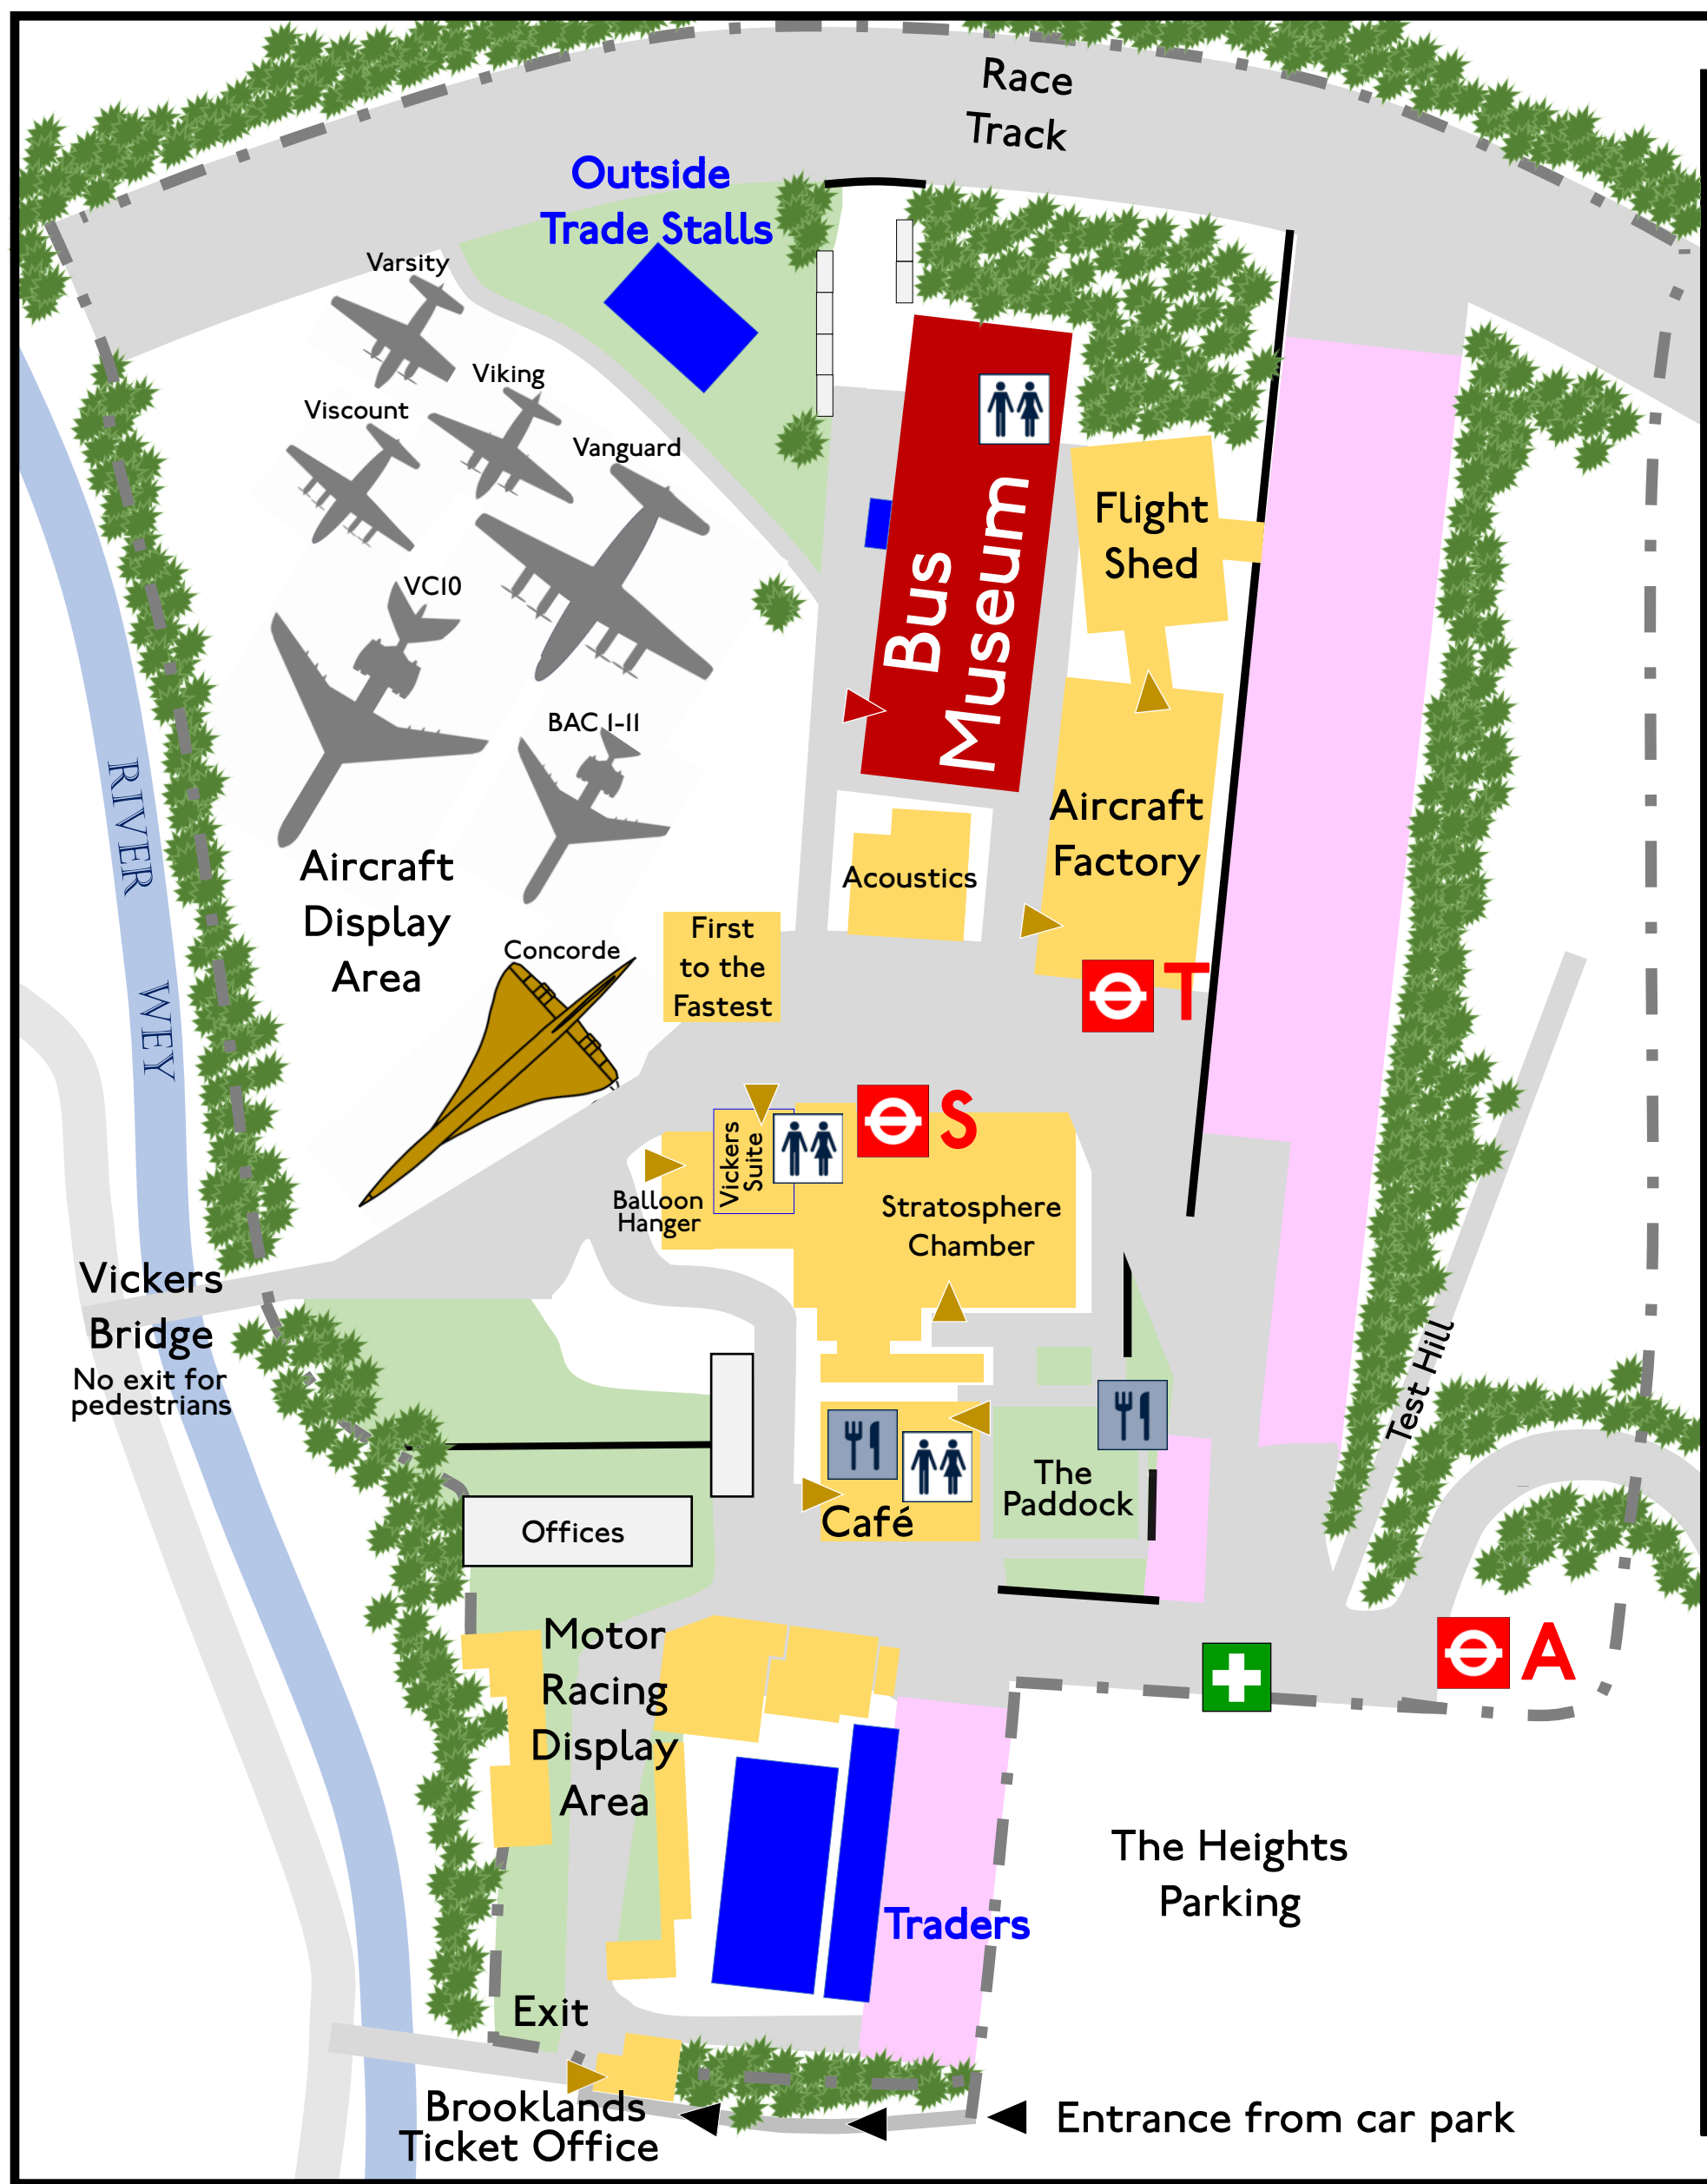 Race
Track
Outside
Trade Stalls
Varsity
Viking
Viscount
Vanguard
VC10
BAC 1-11
Bus
Museum
Flight
Shed
Aircraft
Factory
Acoustics
Aircraft
Display
Area
RIVER WEY
First
to the
Fastest
Concorde
T
S
Vickers
Suite
Balloon
Hanger
Stratosphere
Chamber
Vickers
Bridge
No exit for
pedestrians
Test Hill
The
Paddock
Café
Offices
Motor
Racing
Display
Area
A
The Heights
Parking
Traders
Exit
Brooklands
Ticket Office
Entrance from car park